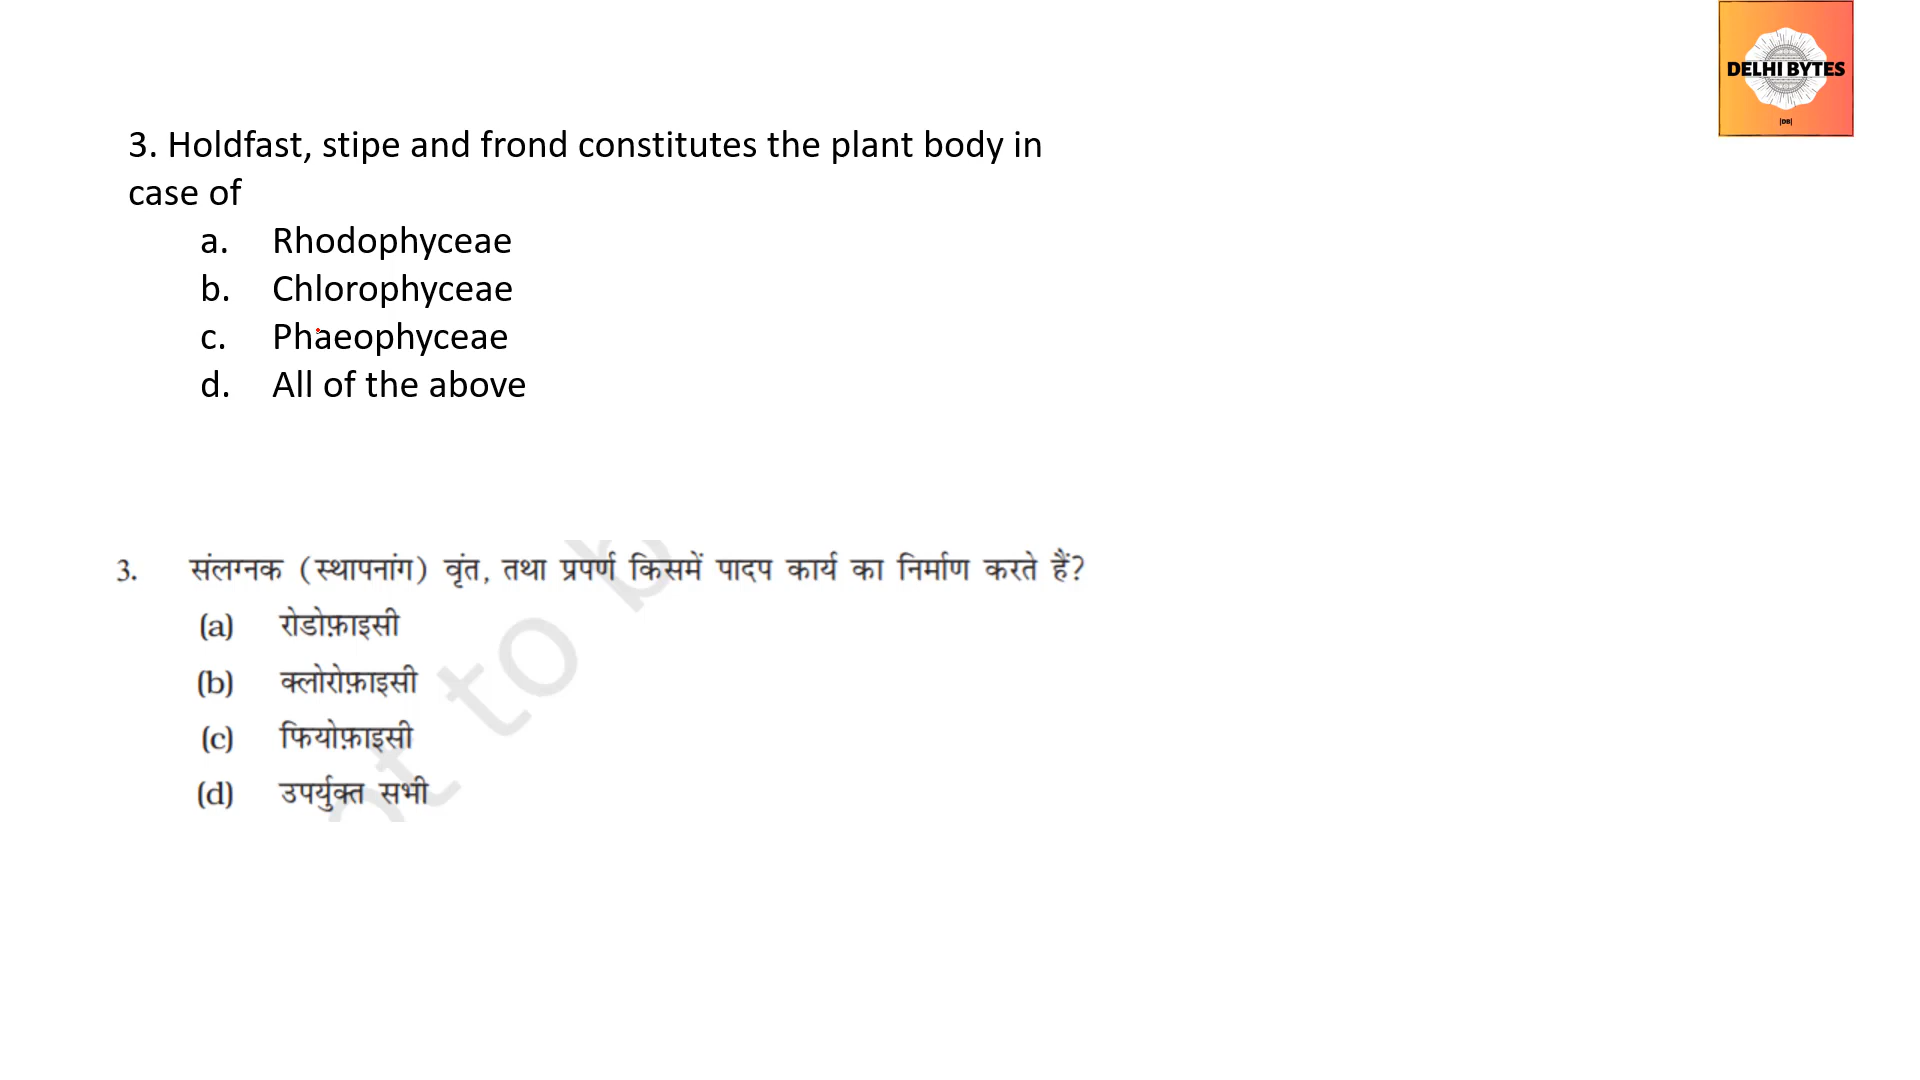 DELHI BYTES
|DB|
3. Holdfast, stipe and frond constitutes the plant body in
case of
a. Rhodophyceae
b. Chlorophyceae
c. Phaeophyceae
d. All of the above
3. संलग्नक (स्थापनांग) वृंत, तथा प्रपर्ण किसमें पादप कार्य का निर्माण करते हैं?
(a) रोडोफ़ाइसी
(b) क्लोरोफ़ाइसी
(c) फियोफ़ाइसी
(d) उपर्युक्त सभी